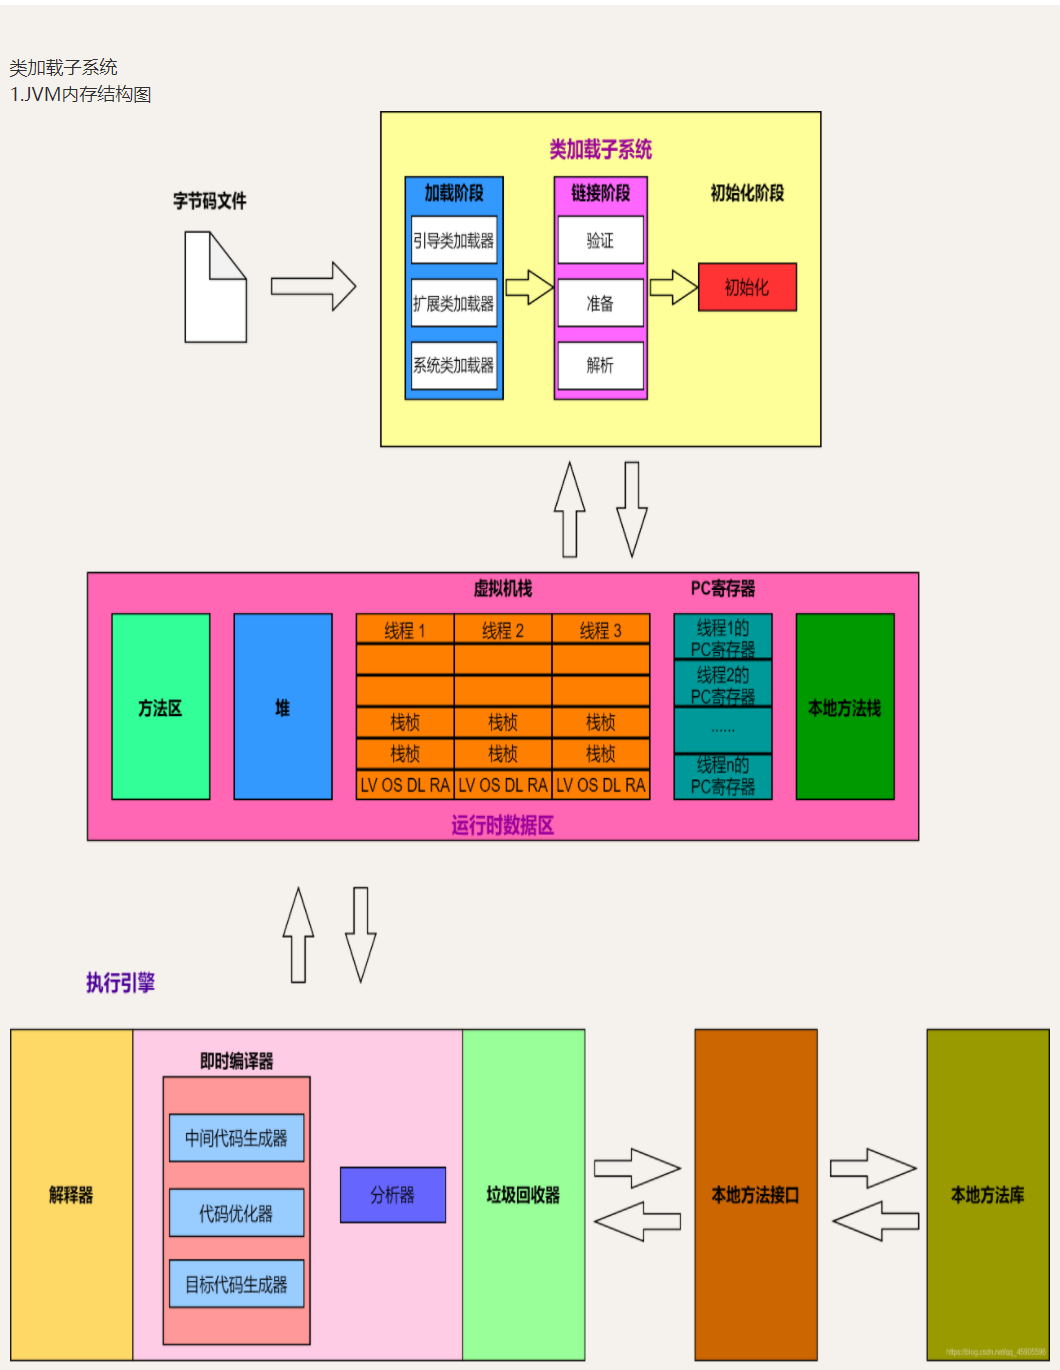 类加载子系统
1.JVM内存结构图
类加载子系统
字节码文件
加载阶段
链接阶段
初始化阶段
引导类加载器
验证
扩展类加载器
准备
初始化
系统类加载器
解析
虚拟机栈
PC寄存器
方法区
堆
线程 1
线程 2
线程 3
栈桢
栈桢
栈桢
栈桢
栈桢
栈桢
LV OS DL RA
LV OS DL RA
LV OS DL RA
线程1的
PC寄存器
线程2的
PC寄存器
......
线程n的
PC寄存器
本地方法栈
运行时数据区
执行引擎
解释器
即时编译器
中间代码生成器
代码优化器
目标代码生成器
分析器
垃圾回收器
本地方法接口
本地方法库
https://blog.csdn.net/qq_45905596